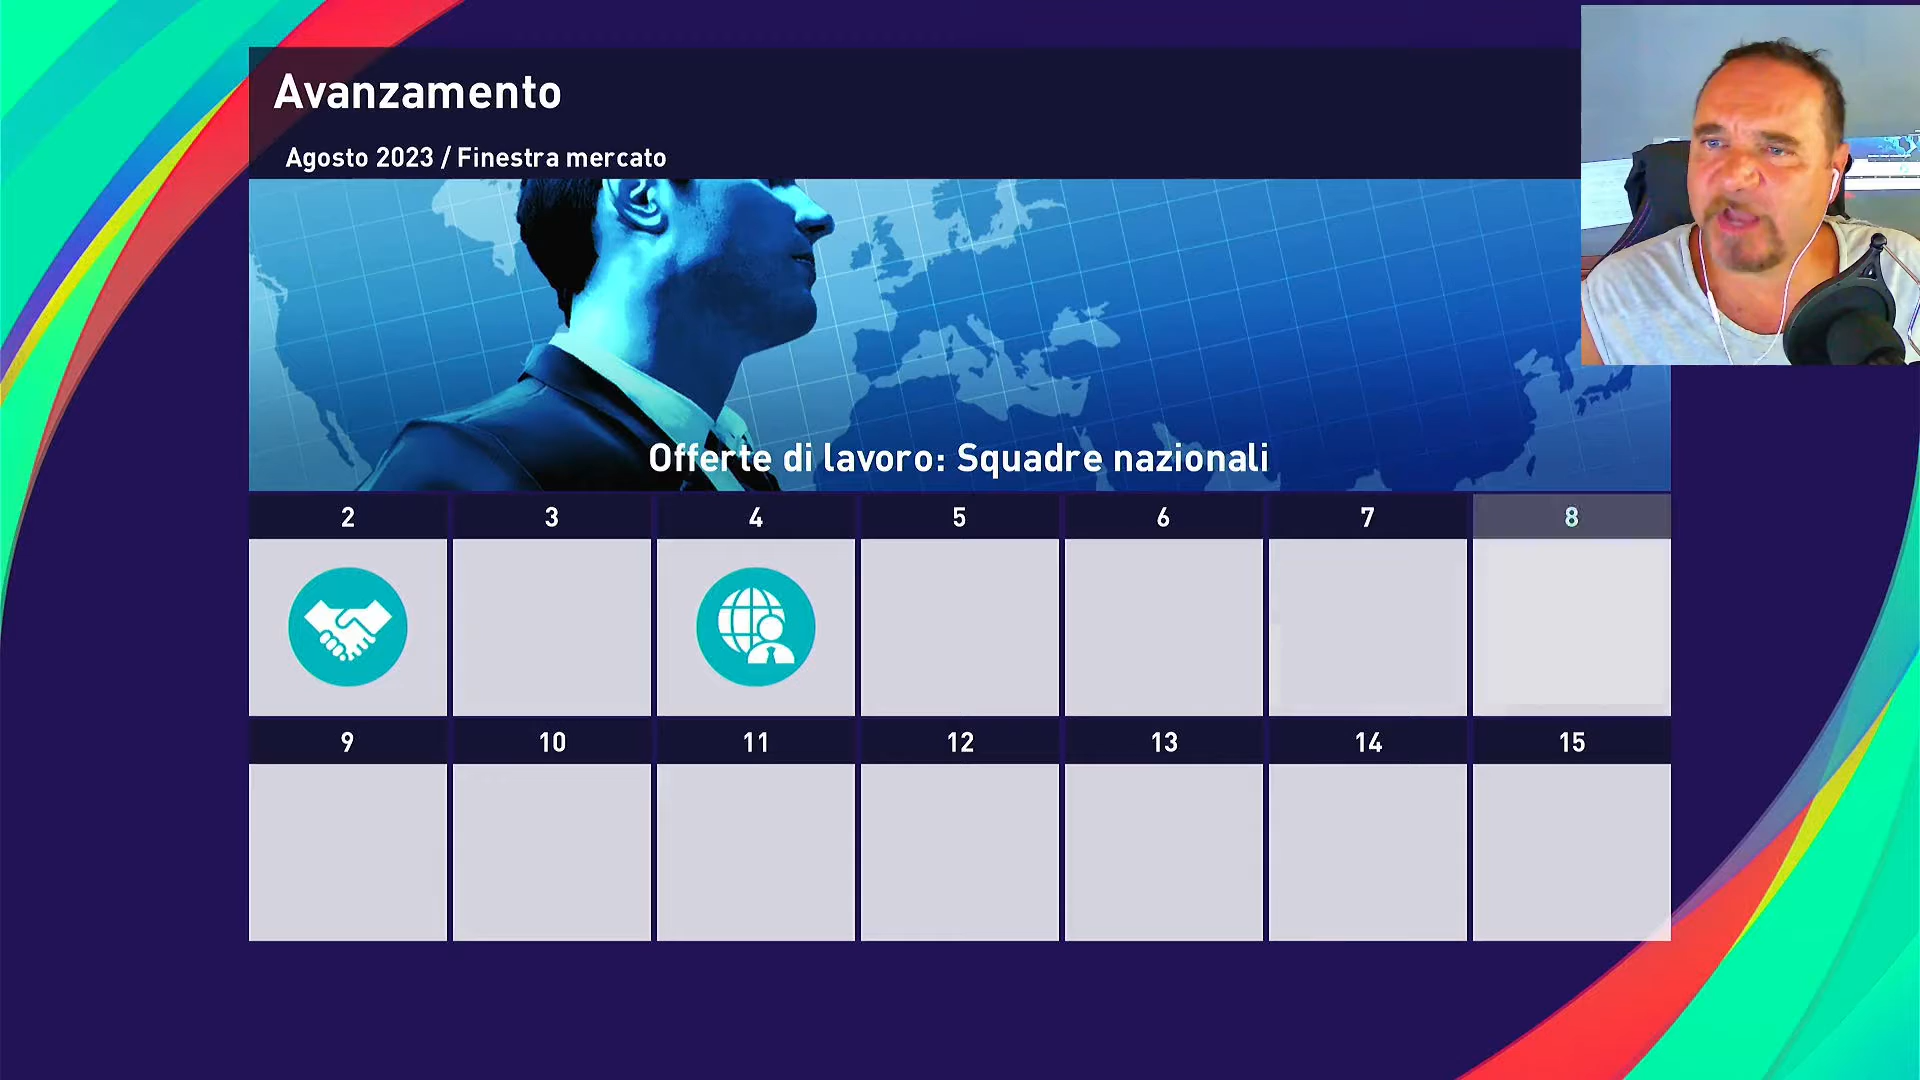 Avanzamento
Agosto 2023 / Finestra mercato
Offerte di lavoro: Squadre nazionali
2 3 4 5 6 7 8
9 10 11 12 13 14 15